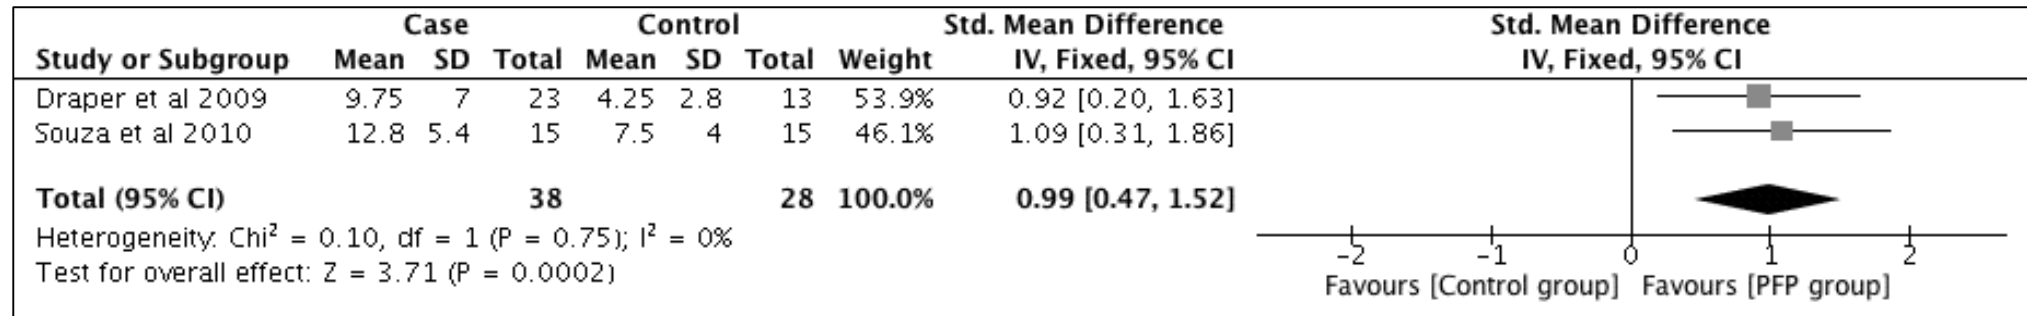 Case Control Std. Mean Difference Std. Mean Difference
Study or Subgroup Mean SD Total Mean SD Total Weight IV, Fixed, 95% CI IV, Fixed, 95% CI
Draper et al 2009 9.75 7 23 4.25 2.8 13 53.9% 0.92 [0.20, 1.63]
Souza et al 2010 12.8 5.4 15 7.5 4 15 46.1% 1.09 [0.31, 1.86]
Total (95% CI) 38 28 100.0% 0.99 [0.47, 1.52]
Heterogeneity: Chi² = 0.10, df = 1 (P = 0.75); I² = 0%
Test for overall effect: Z = 3.71 (P = 0.0002)
-2 -1 0 1 2
Favours [Control group] Favours [PFP group]